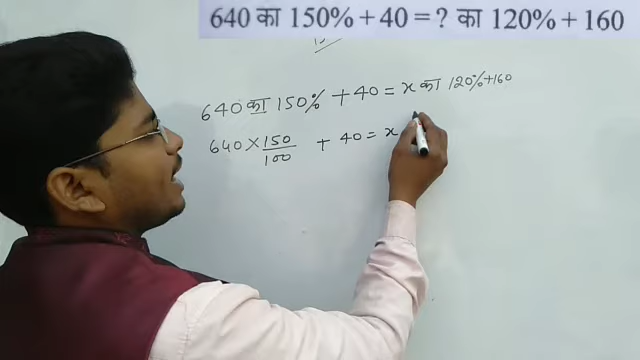 640 का 150% + 40 = ? का 120% + 160
640 का 150% + 40 = x का 120% + 160
640 × 150/100 + 40 = x